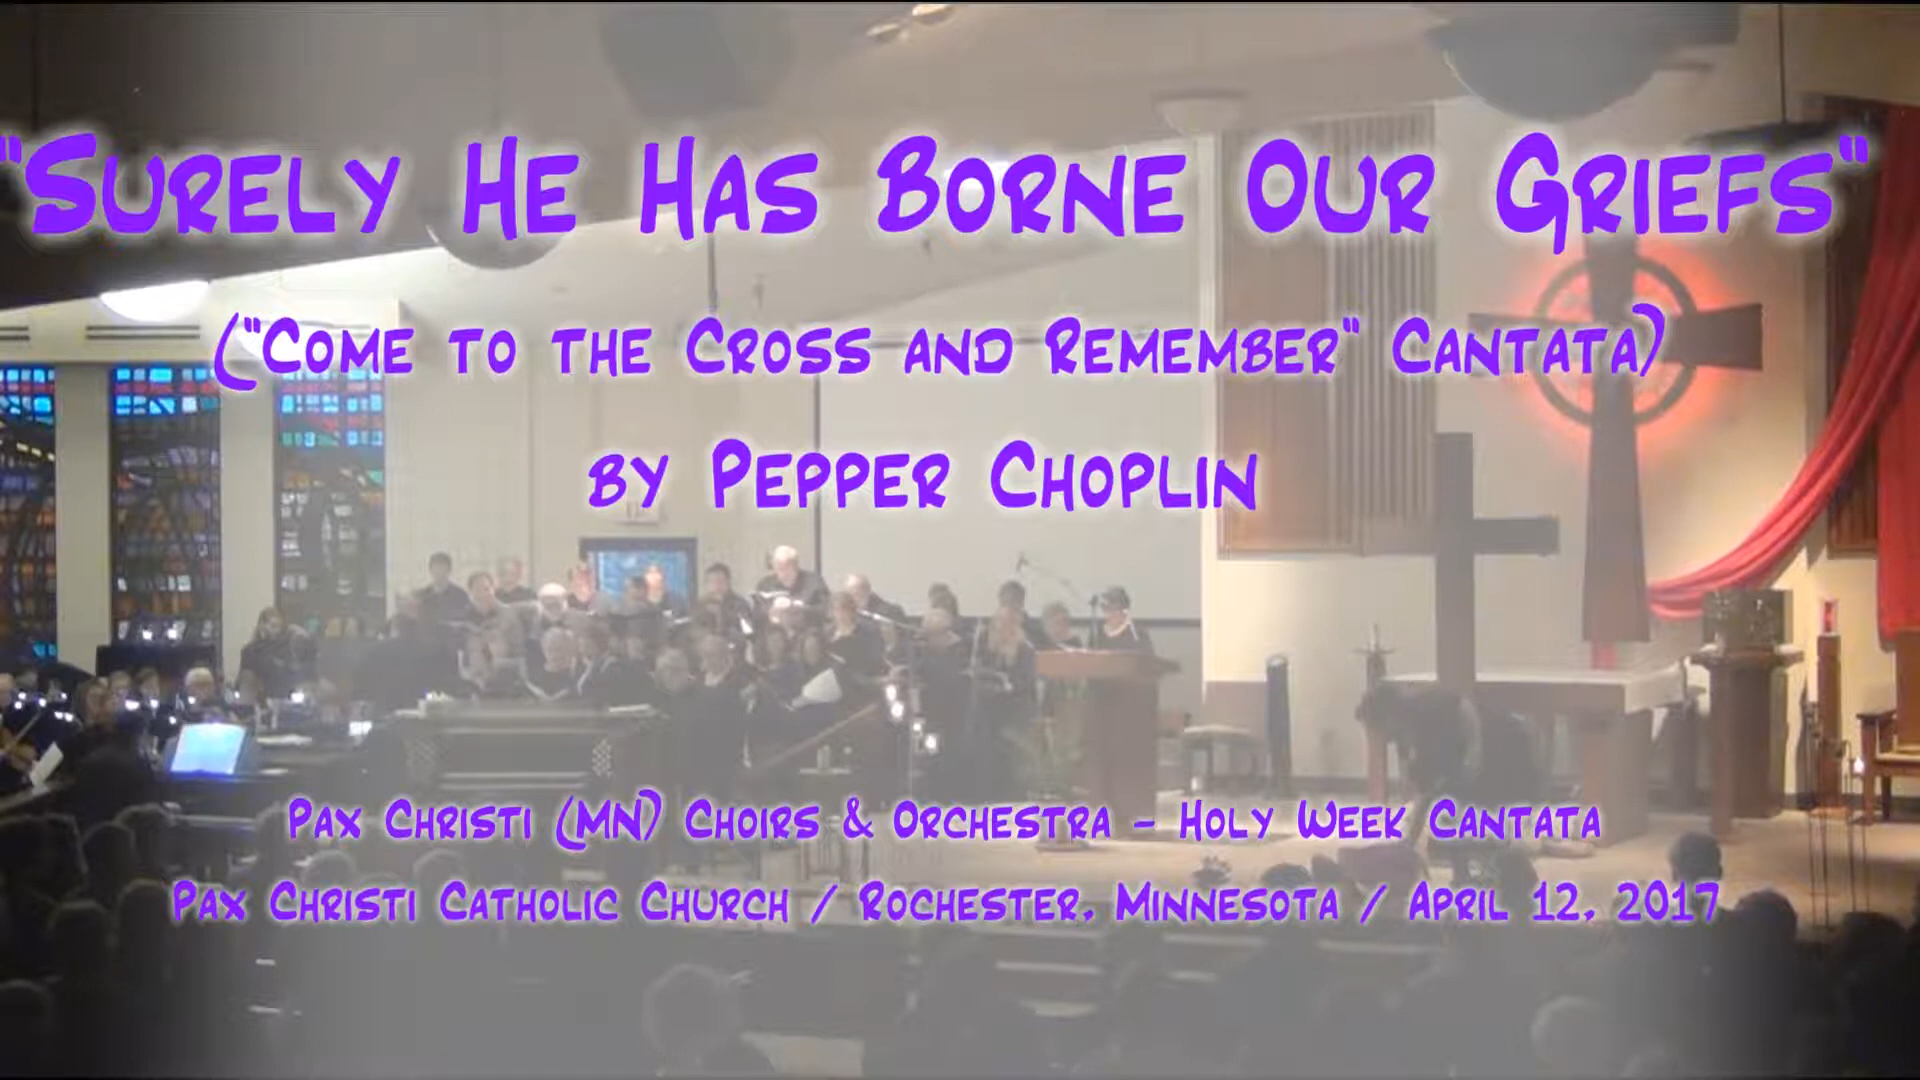 "Surely He Has Borne Our Griefs"
("Come to the Cross and Remember" Cantata)
by Pepper Choplin
Pax Christi (MN) Choirs & Orchestra - Holy Week Cantata
Pax Christi Catholic Church / Rochester, Minnesota / April 12, 2017